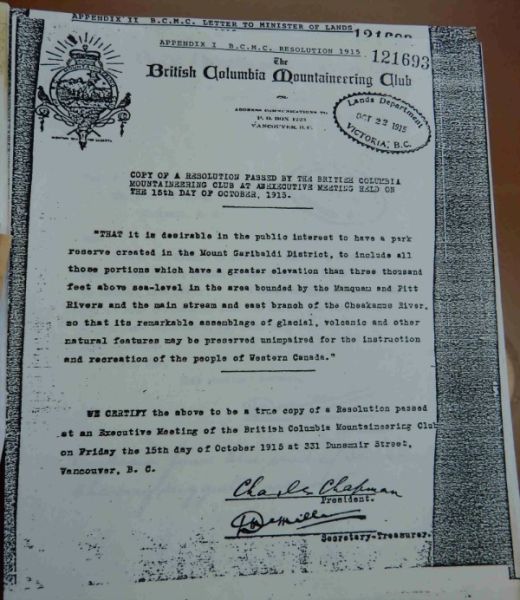 APPENDIX II B.C.M.C. LETTER TO MINISTER OF LANDS
APPENDIX I B.C.M.C. RESOLUTION 1915
121693
The
British Columbia Mountaineering Club
ADDRESS COMMUNICATIONS TO
P. O. BOX
VANCOUVER, B.C.
Lands Department
OCT 22 1915
VICTORIA, B.C.
COPY OF A RESOLUTION PASSED BY THE BRITISH COLUMBIA
MOUNTAINEERING CLUB AT EXECUTIVE MEETING HELD ON
THE 15th DAY OF OCTOBER, 1915.
"THAT it is desirable in the public interest to have a park
reserve created in the Mount Garibaldi District, to include all
those portions which have a greater elevation than three thousand
feet above sea-level in the area bounded by the Mamquam and Pitt
Rivers and the main stream and east branch of the Cheakamus River,
so that its remarkable assemblage of glacial, volcanic and other
natural features may be preserved unimpaired for the instruction
and recreation of the people of Western Canada."
WE CERTIFY the above to be a true copy of a Resolution passed
at an Executive Meeting of the British Columbia Mountaineering Club
on Friday the 15th day of October 1915 at 331 Dunsmuir Street,
Vancouver, B. C.
Charles Chapman
President.
Secretary-Treasurer.